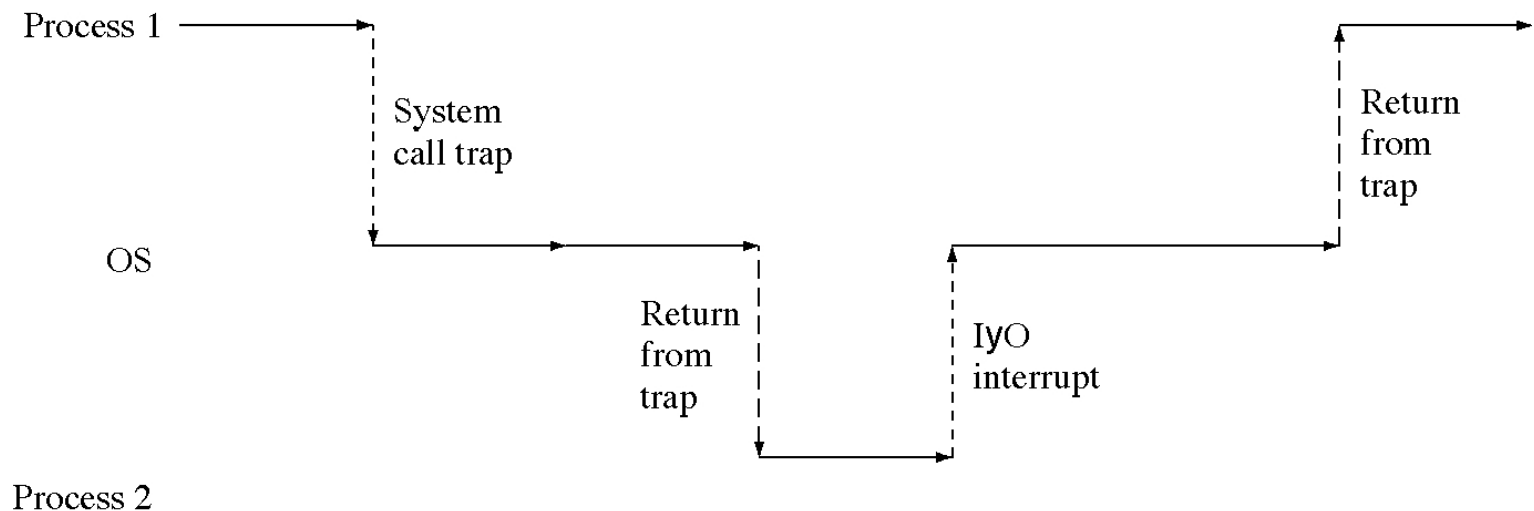 Process 1
System
call trap
Return
from
trap
OS
Return
from
trap
IyO
interrupt
Process 2